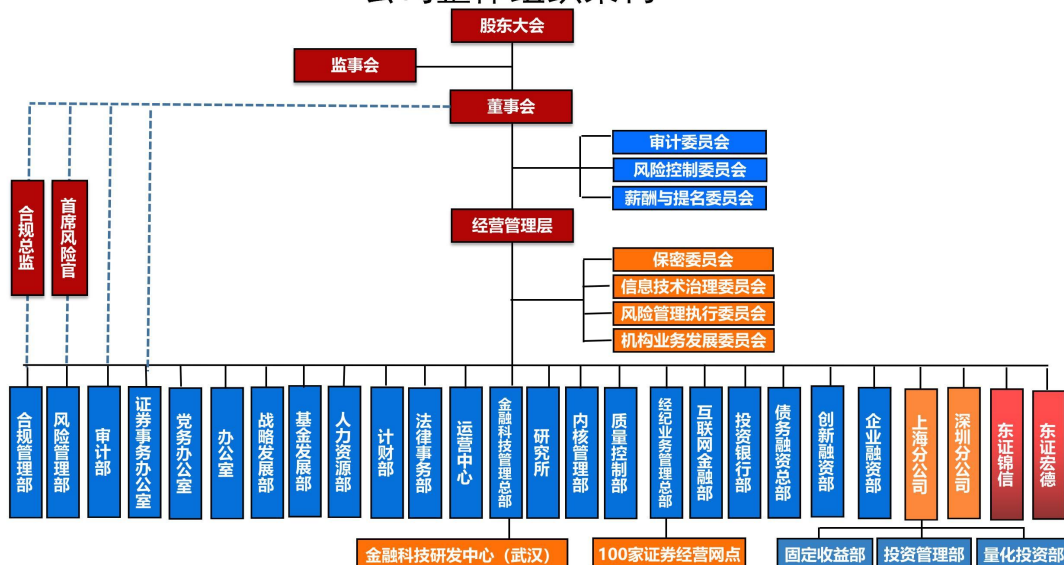 公司整体组织架构
股东大会
监事会
董事会
审计委员会
风险控制委员会
薪酬与提名委员会
合规总监
首席风险官
经营管理层
保密委员会
信息技术治理委员会
风险管理执行委员会
机构业务发展委员会
合规管理部
风险管理部
审计部
证券事务办公室
党务办公室
办公室
战略发展部
基金发展部
人力资源部
计财部
法律事务部
运营中心
金融科技管理总部
研究所
内核管理部
质量控制部
经纪业务管理总部
互联网金融部
投资银行部
债务融资总部
创新融资部
企业融资部
上海分公司
深圳分公司
东证锦信
东证宏德
金融科技研发中心（武汉）
100家证券经营网点
固定收益部
投资管理部
量化投资部